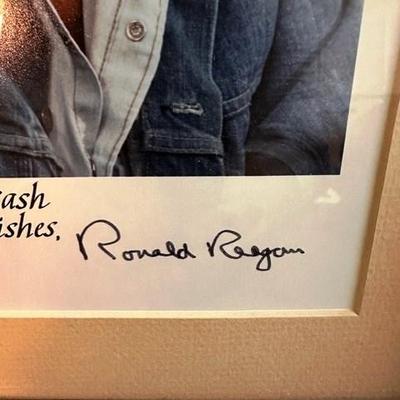 ash
ishes, Ronald Reagan